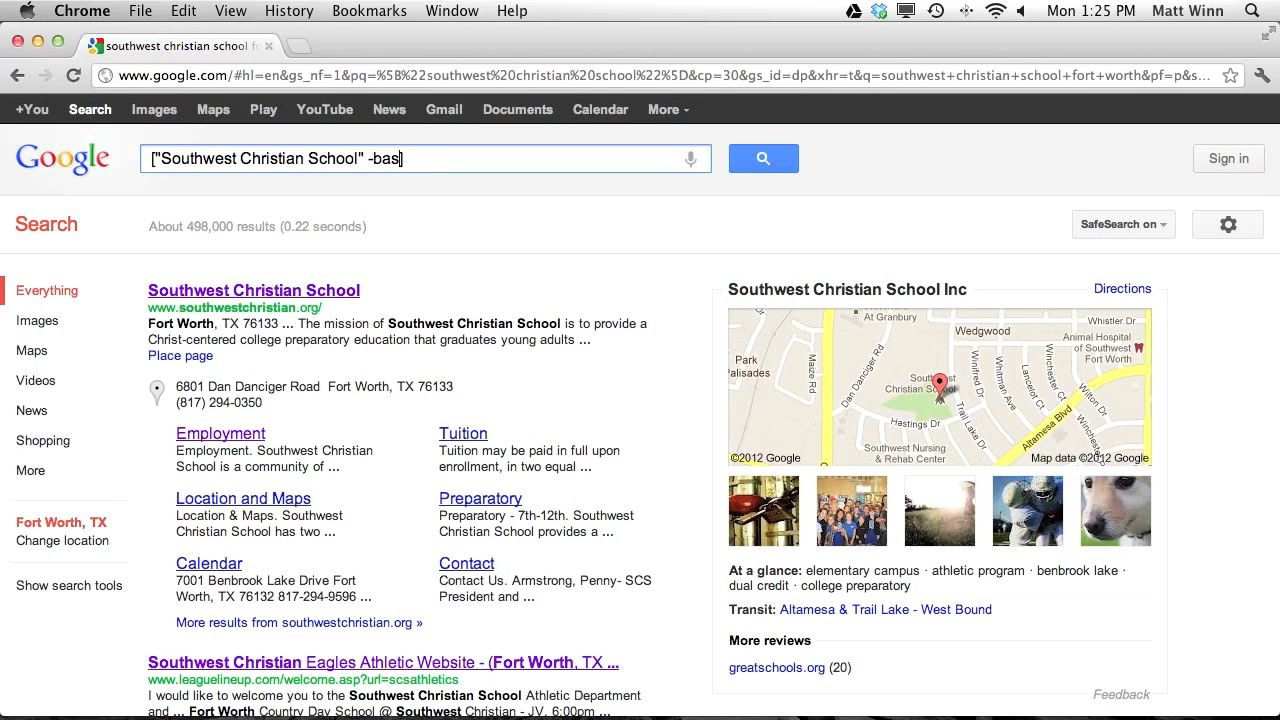 Chrome File Edit View History Bookmarks Window Help Mon 1:25 PM Matt Winn
southwest christian school f
www.google.com/#hl=en&gs_nf=1&pq=%5B%22southwest%20christian%20school%22%5D&cp=30&gs_id=dp&xhr=t&q=southwest+christian+school+fort+worth&pf=p&s...
+You Search Images Maps Play YouTube News Gmail Documents Calendar More
Google ["Southwest Christian School" -bas] Sign in
Search About 498,000 results (0.22 seconds) SafeSearch on
Everything
Images
Maps
Videos
News
Shopping
More
Fort Worth, TX
Change location
Show search tools
Southwest Christian School
www.southwestchristian.org/
Fort Worth, TX 76133 ... The mission of Southwest Christian School is to provide a
Christ-centered college preparatory education that graduates young adults ...
Place page
6801 Dan Danciger Road Fort Worth, TX 76133
(817) 294-0350
Employment
Employment. Southwest Christian
School is a community of ...
Tuition
Tuition may be paid in full upon
enrollment, in two equal ...
Location and Maps
Location & Maps. Southwest
Christian School has two ...
Preparatory
Preparatory - 7th-12th. Southwest
Christian School provides a ...
Calendar
7001 Benbrook Lake Drive Fort
Worth, TX 76132 817-294-9596 ...
Contact
Contact Us. Armstrong, Penny- SCS
President and ...
More results from southwestchristian.org »
Southwest Christian Eagles Athletic Website - (Fort Worth, TX ...
www.leaguelineup.com/welcome.asp?url=scsathletics
I would like to welcome you to the Southwest Christian School Athletic Department
and ... Fort Worth Country Day School @ Southwest Christian - JV, 6:00pm ...
Southwest Christian School Inc Directions
At Granbury
Whistler Dr
Wedgwood
Animal Hospital
of Southwest
Fort Worth
Park
Palisades
Maze Rd
Dan Danciger Rd
Southwest
Christian School
Winifred Dr
Whitman Ave
Lancelot Ct
Winchester Ct
Wilton Dr
Trail Lake Dr
Hastings Dr
Altamesa Blvd
Southwest Nursing
& Rehab Center
©2012 Google Map data ©2012 Google
At a glance: elementary campus · athletic program · benbrook lake ·
dual credit · college preparatory
Transit: Altamesa & Trail Lake - West Bound
More reviews
greatschools.org (20)
Feedback